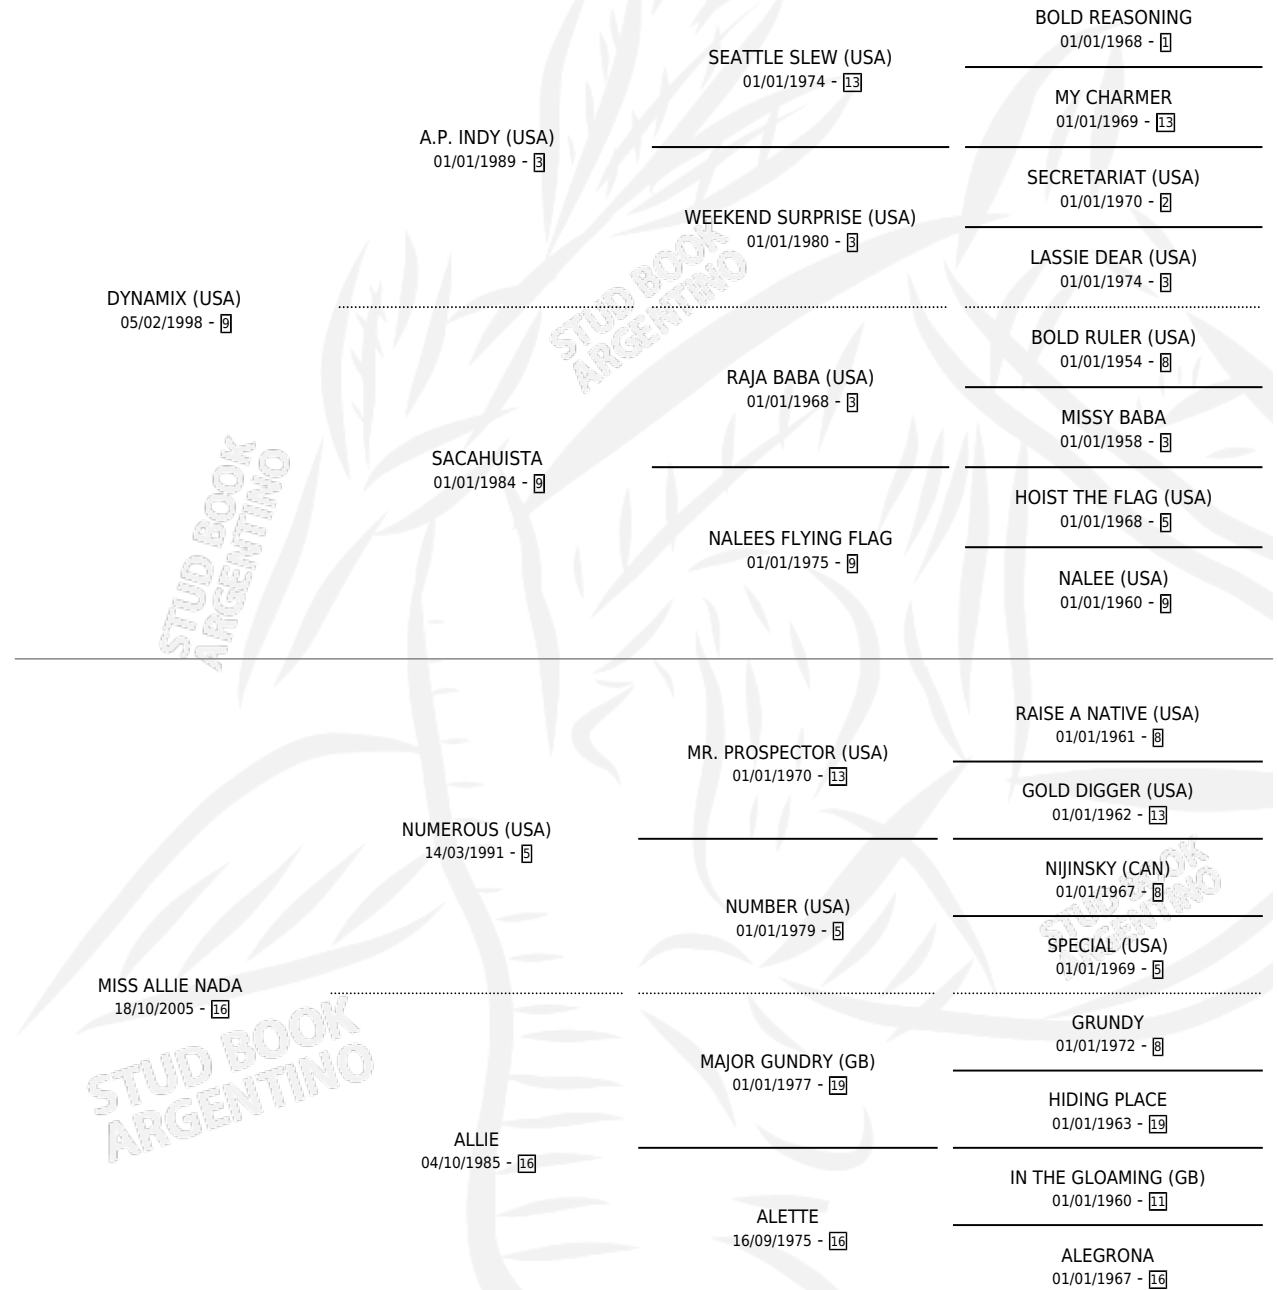 BOLD REASONING
01/01/1968 - 1
SEATTLE SLEW (USA)
01/01/1974 - 13
MY CHARMER
01/01/1969 - 13
A.P. INDY (USA)
01/01/1989 - 3
SECRETARIAT (USA)
01/01/1970 - 2
WEEKEND SURPRISE (USA)
01/01/1980 - 3
LASSIE DEAR (USA)
01/01/1974 - 3
DYNAMIX (USA)
05/02/1998 - 9
BOLD RULER (USA)
01/01/1954 - 8
RAJA BABA (USA)
01/01/1968 - 3
MISSY BABA
01/01/1958 - 3
SACAHUISTA
01/01/1984 - 9
HOIST THE FLAG (USA)
01/01/1968 - 5
NALEES FLYING FLAG
01/01/1975 - 9
NALEE (USA)
01/01/1960 - 9
RAISE A NATIVE (USA)
01/01/1961 - 8
MR. PROSPECTOR (USA)
01/01/1970 - 13
GOLD DIGGER (USA)
01/01/1962 - 13
NUMEROUS (USA)
14/03/1991 - 5
NIJINSKY (CAN)
01/01/1967 - 8
NUMBER (USA)
01/01/1979 - 5
SPECIAL (USA)
01/01/1969 - 5
MISS ALLIE NADA
18/10/2005 - 16
GRUNDY
01/01/1972 - 8
MAJOR GUNDRY (GB)
01/01/1977 - 19
HIDING PLACE
01/01/1963 - 19
ALLIE
04/10/1985 - 16
IN THE GLOAMING (GB)
01/01/1960 - 11
ALETTE
16/09/1975 - 16
ALEGRONA
01/01/1967 - 16
STUD BOOK
ARGENTINO
STUD BOOK
ARGENTINO
STUD BOOK
ARGENTINO
STUD BOOK
ARGENTINO